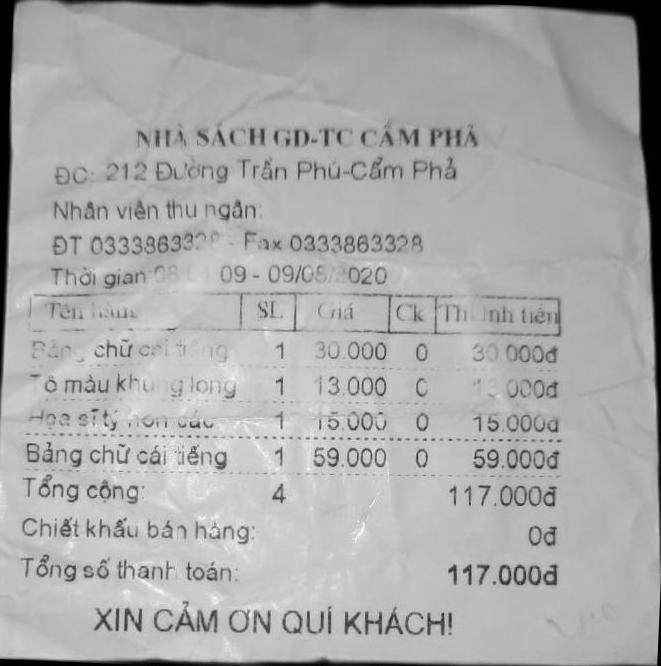 NHÀ SÁCH GD-TC CẨM PHẢ
ĐC: 212 Đường Trần Phú-Cẩm Phả
Nhân viên thu ngân:
ĐT 0333863328 - Fax 0333863328
Thời gian 09 - 09/08/2020
Tên hàng SL Giá Ck Thành tiền
Bảng chữ cái tiếng 1 30.000 0 30.000đ
Tô màu khủng long 1 13.000 0 13.000đ
Họa sĩ tý hon các 1 15.000 0 15.000đ
Bảng chữ cái tiếng 1 59.000 0 59.000đ
Tổng cộng: 4 117.000đ
Chiết khấu bán hàng: 0đ
Tổng số thanh toán: 117.000đ
XIN CẢM ƠN QUÍ KHÁCH!